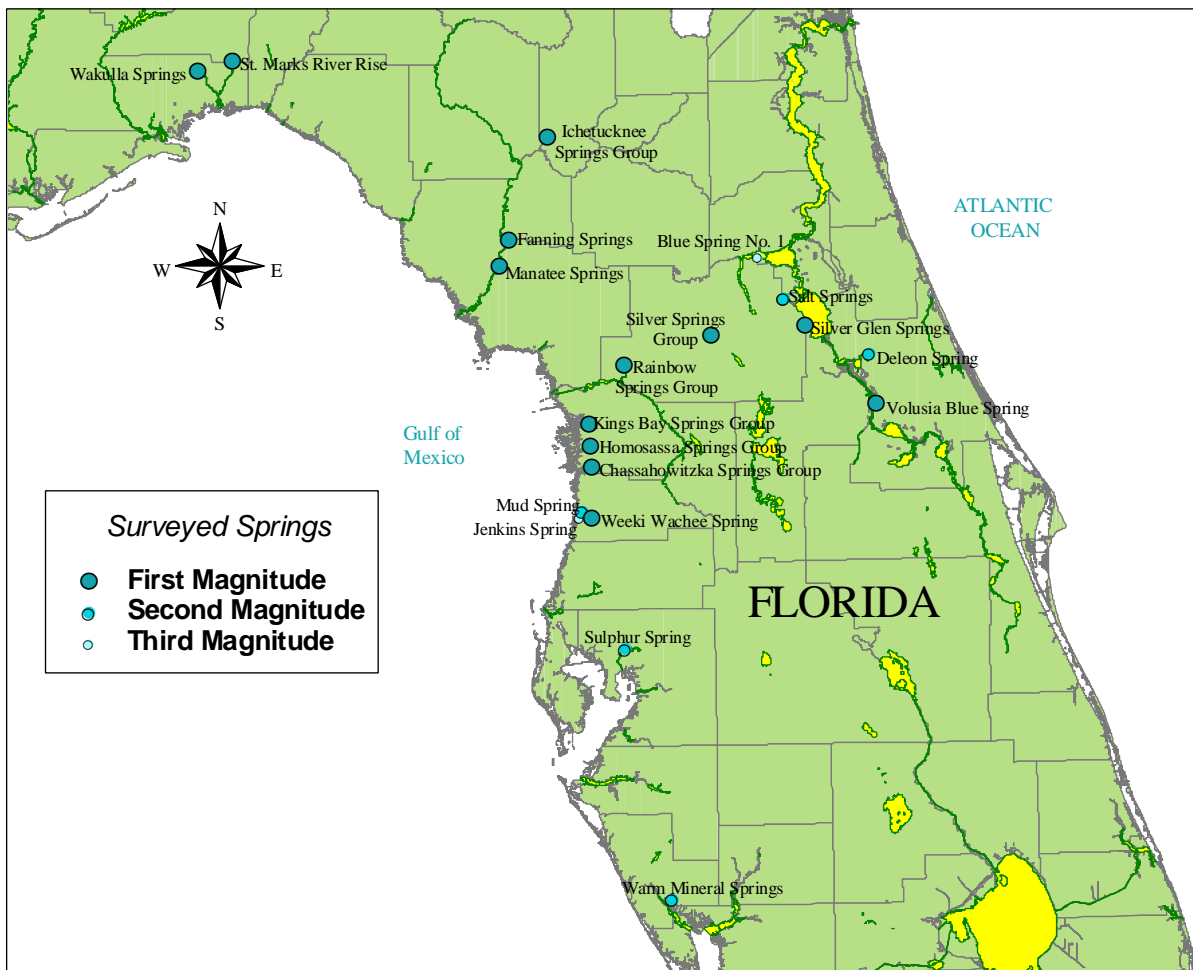 St. Marks River Rise
Wakulla Springs
Ichetucknee
Springs Group
ATLANTIC
OCEAN
N
W
E
S
Fanning Springs
Blue Spring No. 1
Manatee Springs
Salt Springs
Silver Springs
Group
Silver Glen Springs
Deleon Spring
Rainbow
Springs Group
Volusia Blue Spring
Kings Bay Springs Group
Gulf of
Mexico
Homosassa Springs Group
Chassahowitzka Springs Group
Mud Spring
Jenkins Spring
Weeki Wachee Spring
Surveyed Springs
First Magnitude
Second Magnitude
Third Magnitude
FLORIDA
Sulphur Spring
Warm Mineral Springs